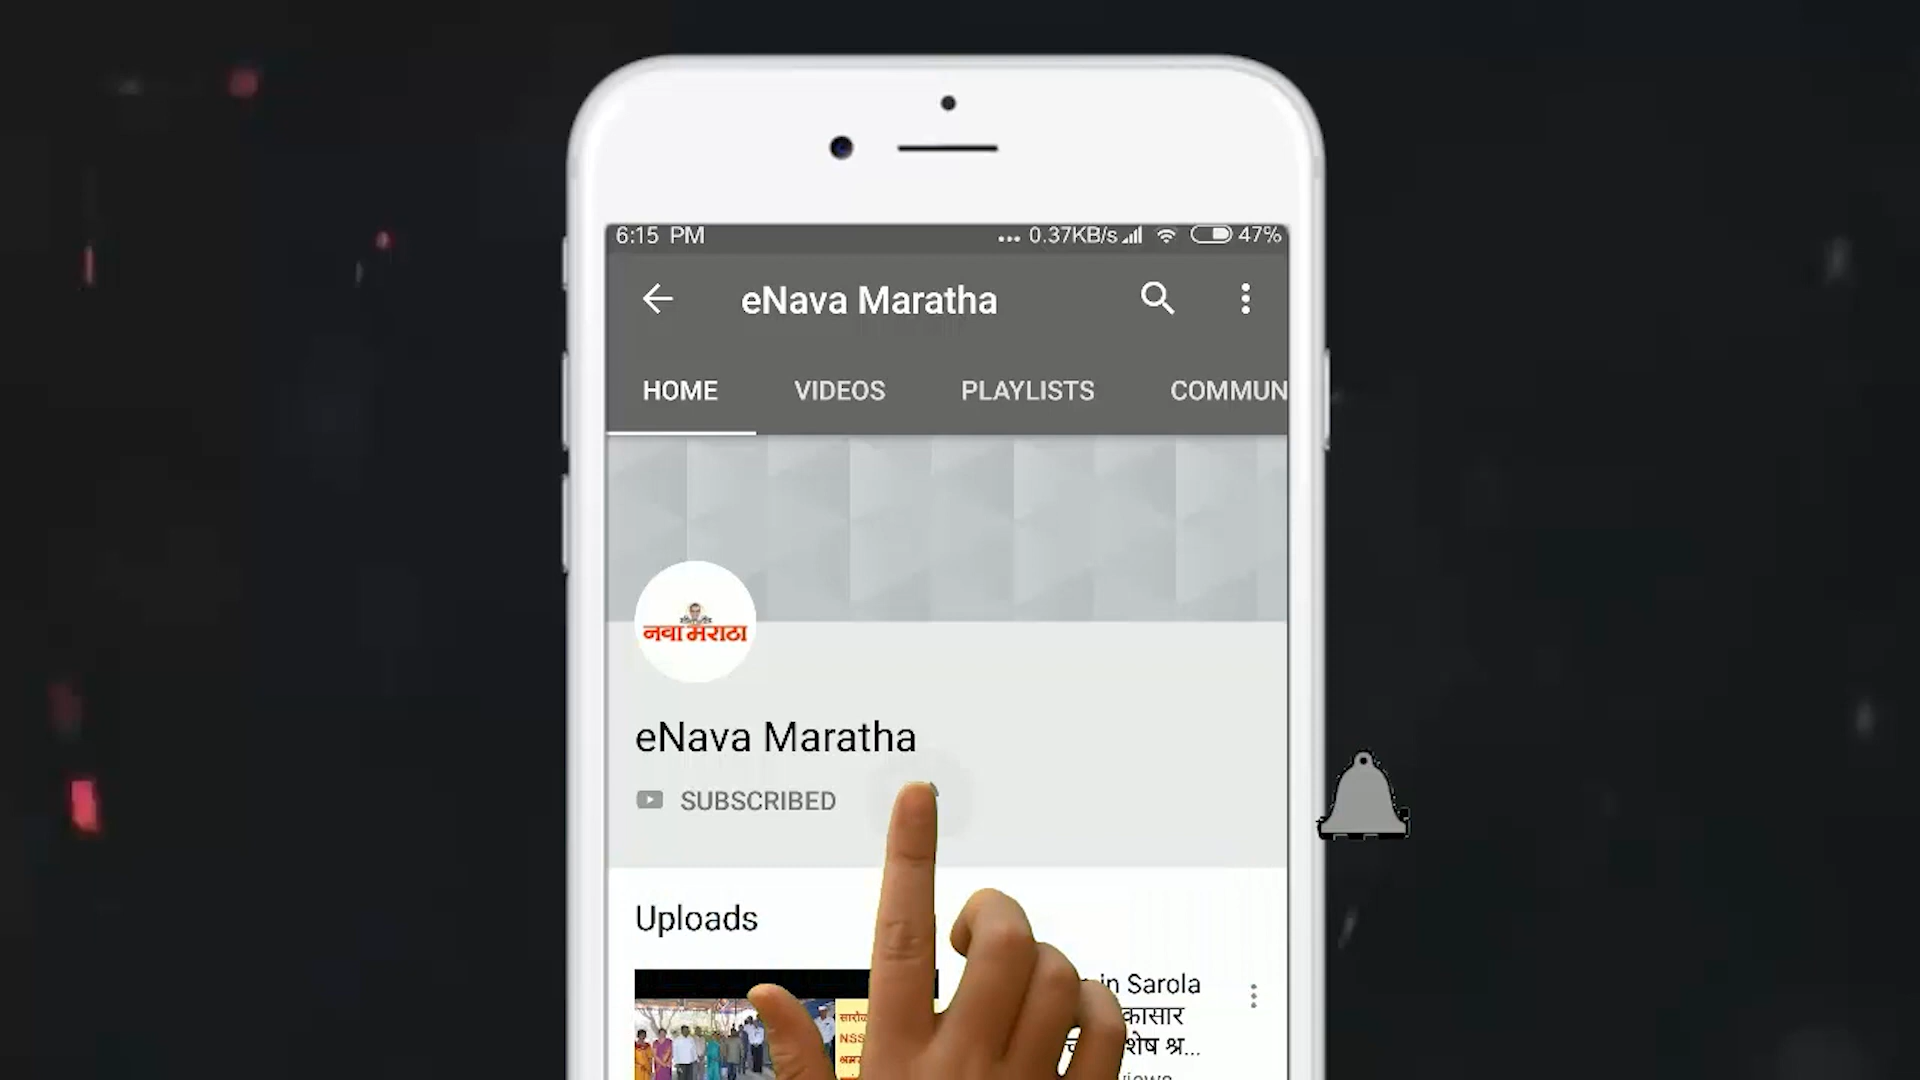 6:15 PM ... 0.37KB/s 47%
eNava Maratha
HOME VIDEOS PLAYLISTS COMMUN
नवा मराठा
eNava Maratha
SUBSCRIBED
Uploads
in Sarola
कासार
शेष श्र...
NSS